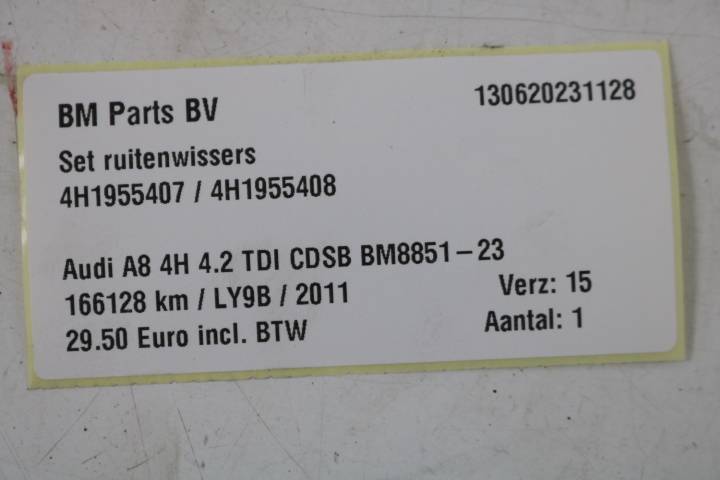 BM Parts BV 130620231128
Set ruitenwissers
4H1955407 / 4H1955408
Audi A8 4H 4.2 TDI CDSB BM8851-23
166128 km / LY9B / 2011 Verz: 15
29.50 Euro incl. BTW Aantal: 1